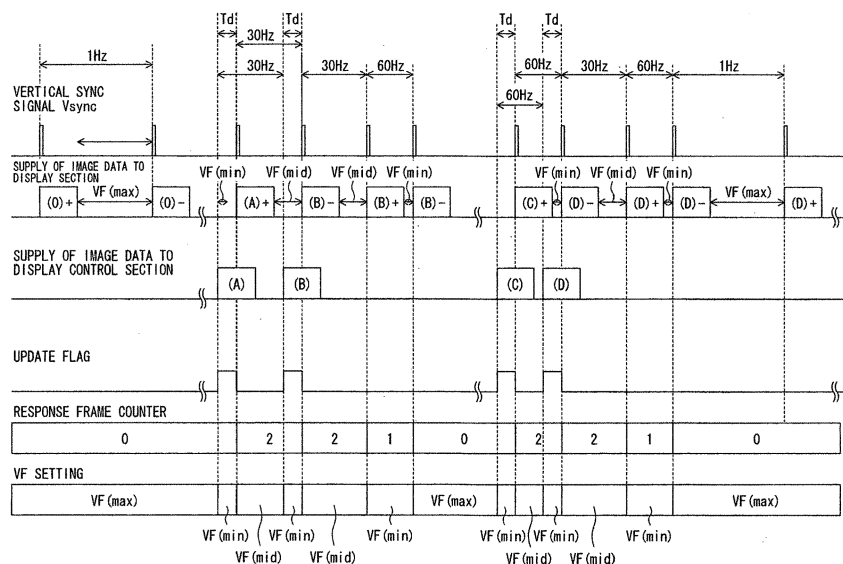 Td Td Td Td
30Hz
1Hz 30Hz 30Hz 60Hz 60Hz 30Hz 60Hz 1Hz
60Hz
VERTICAL SYNC
SIGNAL Vsync
SUPPLY OF IMAGE DATA TO
DISPLAY SECTION
VF(min) VF(mid) VF(mid) VF(min) VF(min) VF(mid) VF(min)
(O)+ VF(max) (O)- (A)+ (B)- (B)+ (B)- (C)+ (D)- (D)+ (D)- VF(max) (D)+
SUPPLY OF IMAGE DATA TO
DISPLAY CONTROL SECTION
(A) (B) (C) (D)
UPDATE FLAG
RESPONSE FRAME COUNTER
0 2 2 1 0 2 2 1 0
VF SETTING
VF(max) VF(max) VF(max)
VF(min) VF(min) VF(min) VF(min) VF(min) VF(min)
VF(mid) VF(mid) VF(mid) VF(mid)